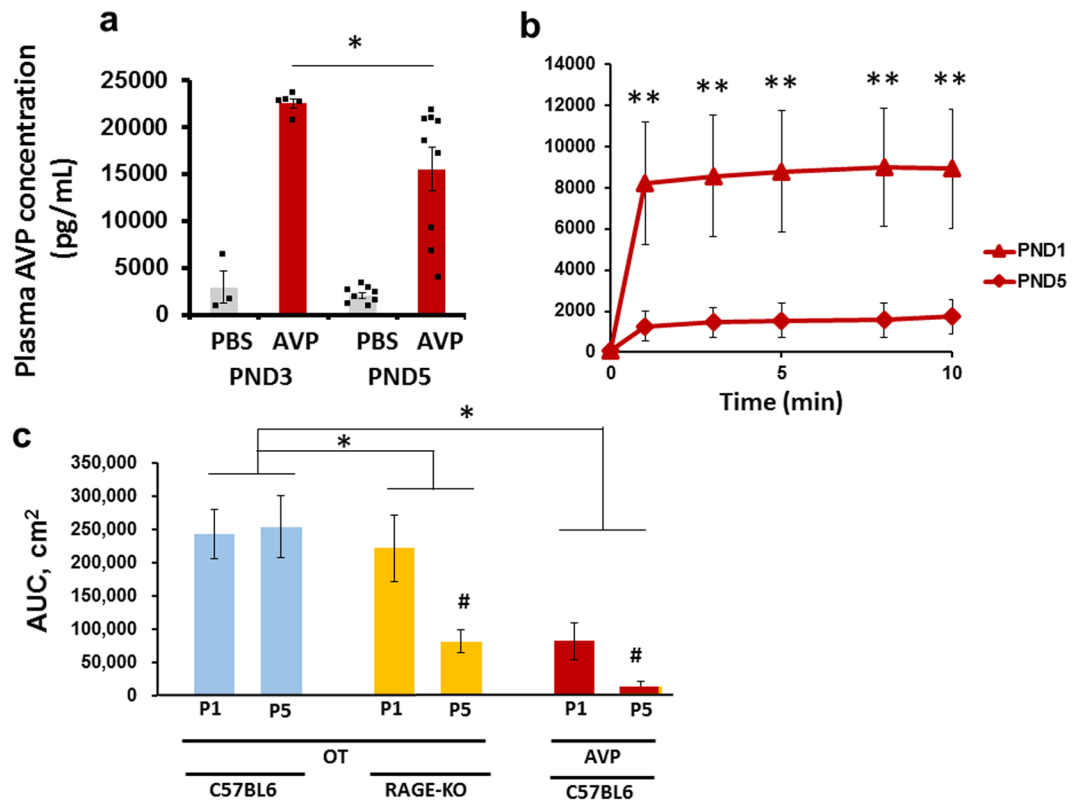 a
*
Plasma AVP concentration
(pg/mL)
25000
20000
15000
10000
5000
0
PBS AVP PBS AVP
PND3 PND5
b
14000
12000
10000
8000
6000
4000
2000
0
** ** ** ** **
PND1
PND5
0 5 10
Time (min)
c
*
*
AUC, cm²
350,000
300,000
250,000
200,000
150,000
100,000
50,000
0
#
#
P1 P5 P1 P5 P1 P5
OT AVP
C57BL6 RAGE-KO C57BL6